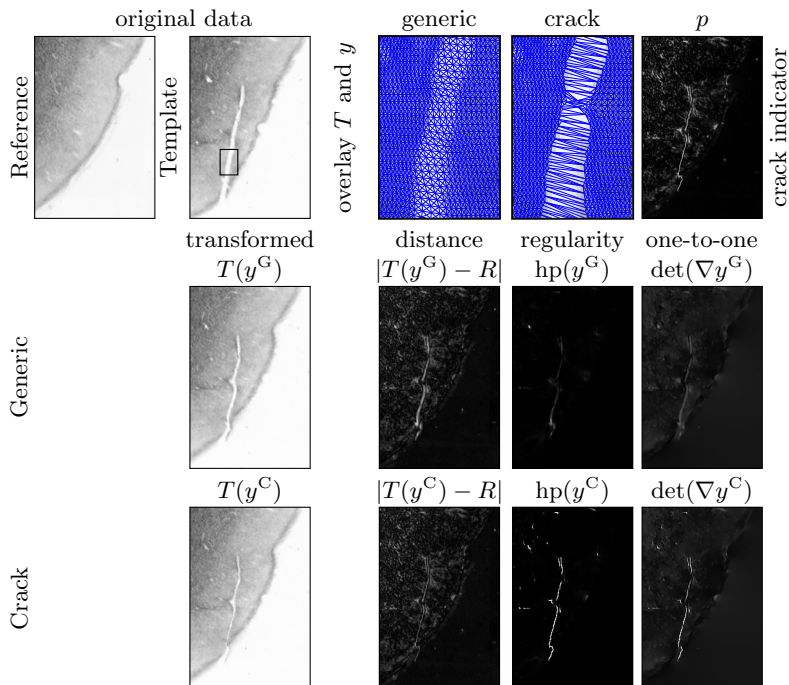 original data generic crack p
Reference
Template
overlay T and y
crack indicator
transformed distance regularity one-to-one
T(y^G) |T(y^G) − R| hp(y^G) det(∇y^G)
Generic
T(y^C) |T(y^C) − R| hp(y^C) det(∇y^C)
Crack